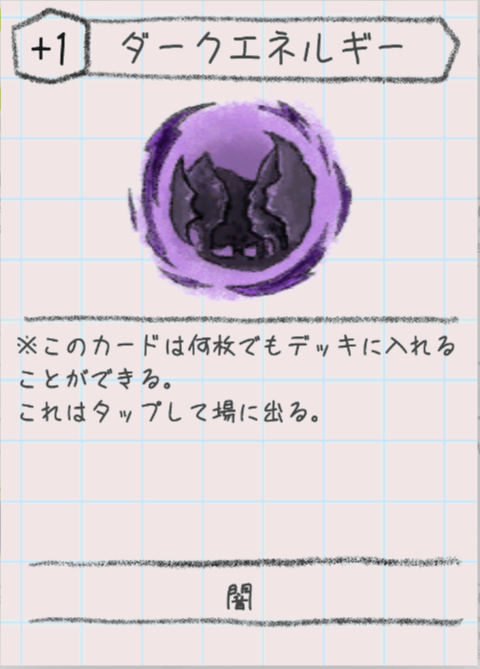 +1
ダークエネルギー
※このカードは何枚でもデッキに入れる
ことができる。
これはタップして場に出る。
闇